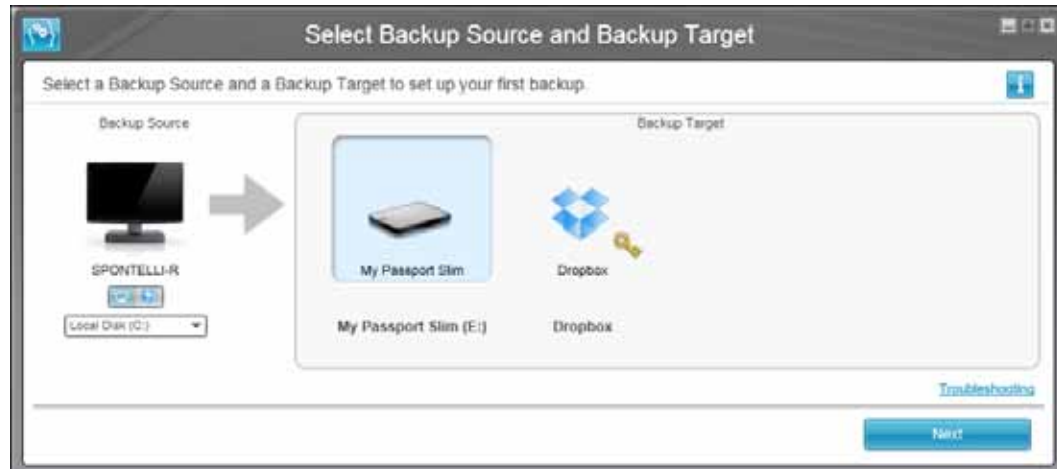 Select Backup Source and Backup Target
Select a Backup Source and a Backup Target to set up your first backup.
Backup Source
Backup Target
SPONTELLI-R
My Passport Slim
Dropbox
Local Disk (C:)
My Passport Slim (E:)
Dropbox
Troubleshooting
Next